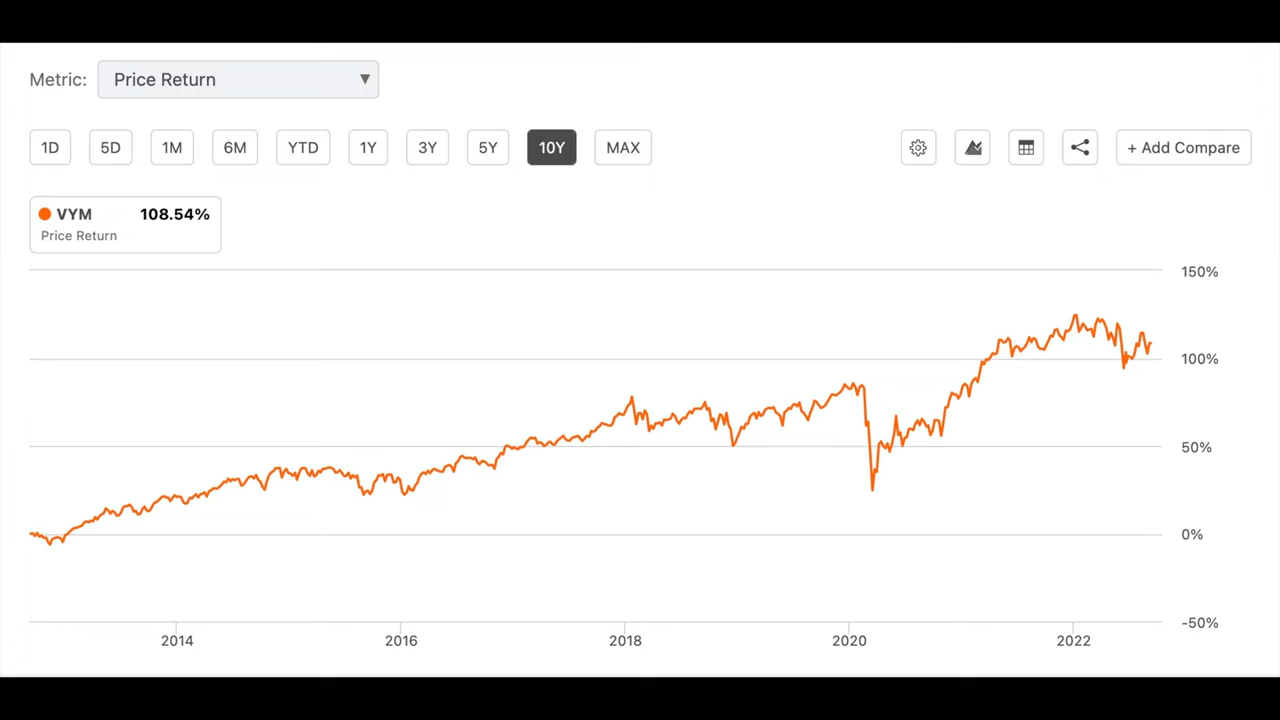 Metric: Price Return ▼
1D 5D 1M 6M YTD 1Y 3Y 5Y 10Y MAX + Add Compare
VYM 108.54%
Price Return
150%
100%
50%
0%
-50%
2014 2016 2018 2020 2022